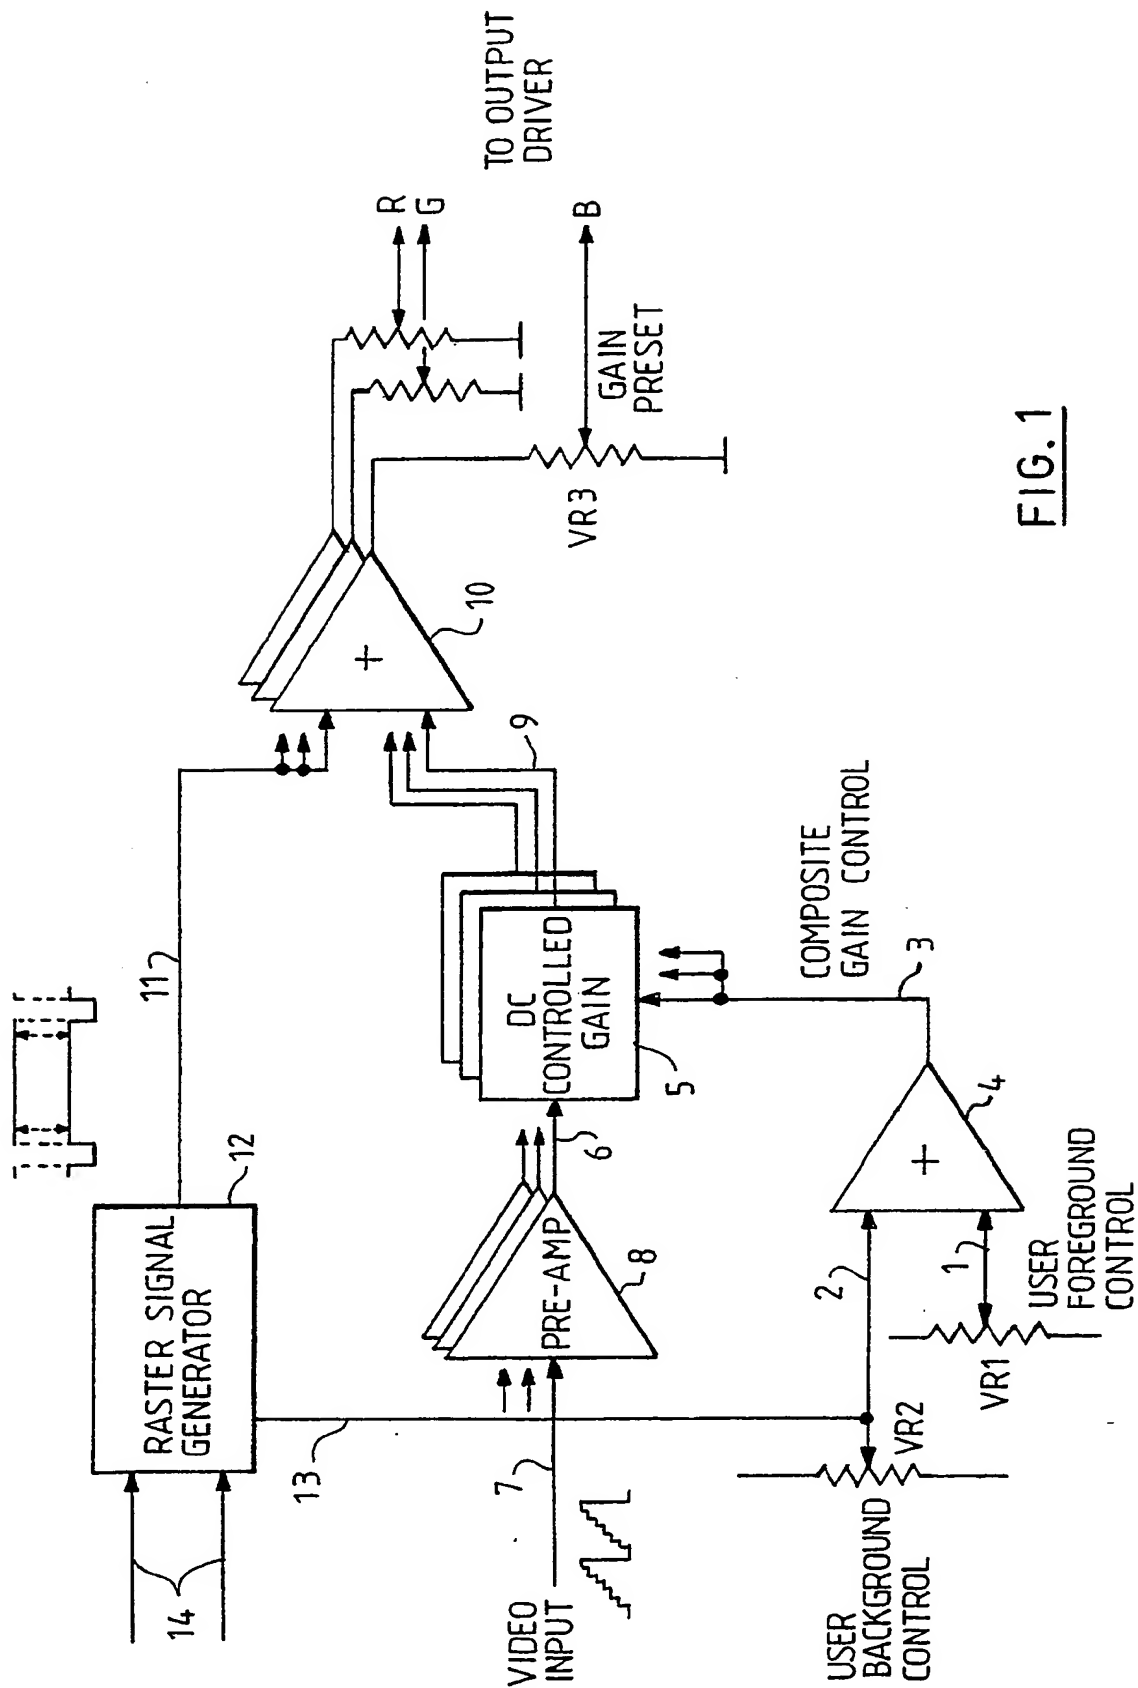 14
RASTER SIGNAL
GENERATOR
12
11
13
VIDEO
INPUT
7
PRE-AMP
8
6
DC
CONTROLLED
GAIN
5
9
+
10
R
G
B
TO OUTPUT
DRIVER
GAIN
PRESET
VR3
USER
BACKGROUND
CONTROL
VR2
2
VR1
1
USER
FOREGROUND
CONTROL
+
4
3
COMPOSITE
GAIN CONTROL
FIG. 1